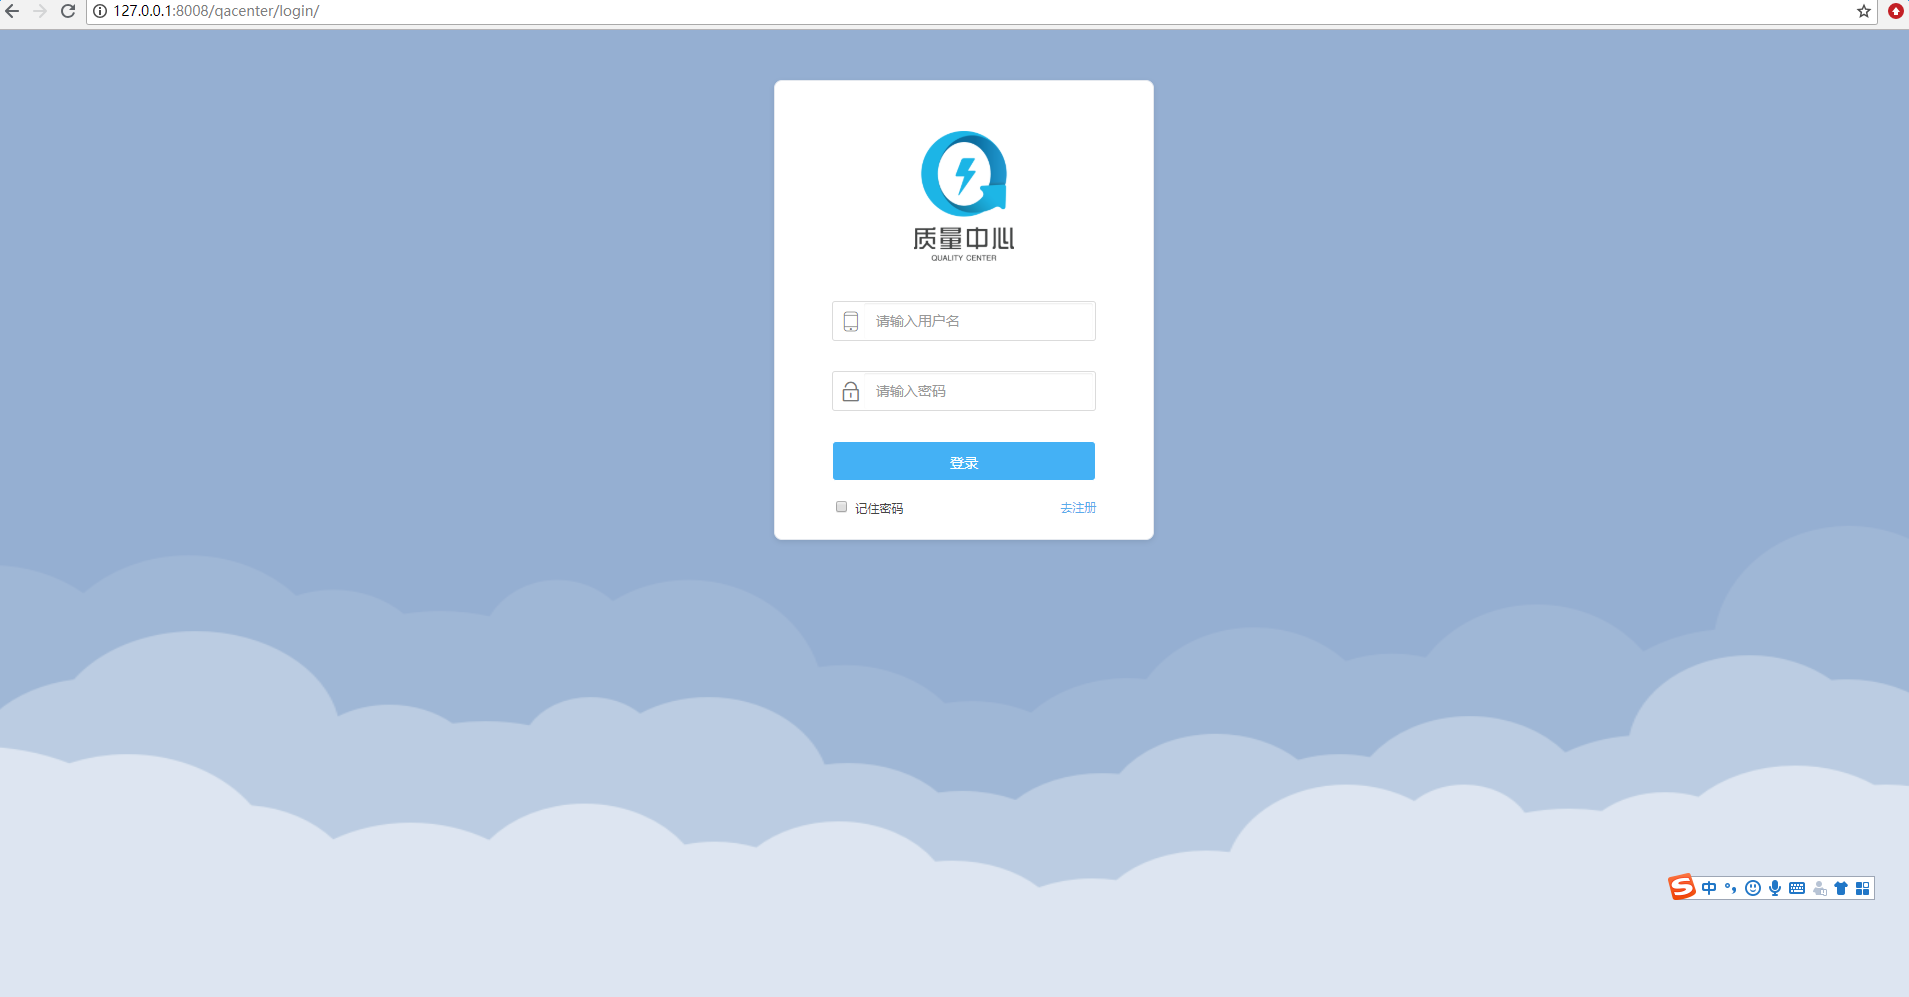 127.0.0.1:8008/qacenter/login/
质量中心
QUALITY CENTER
请输入用户名
请输入密码
登录
记住密码 去注册
中